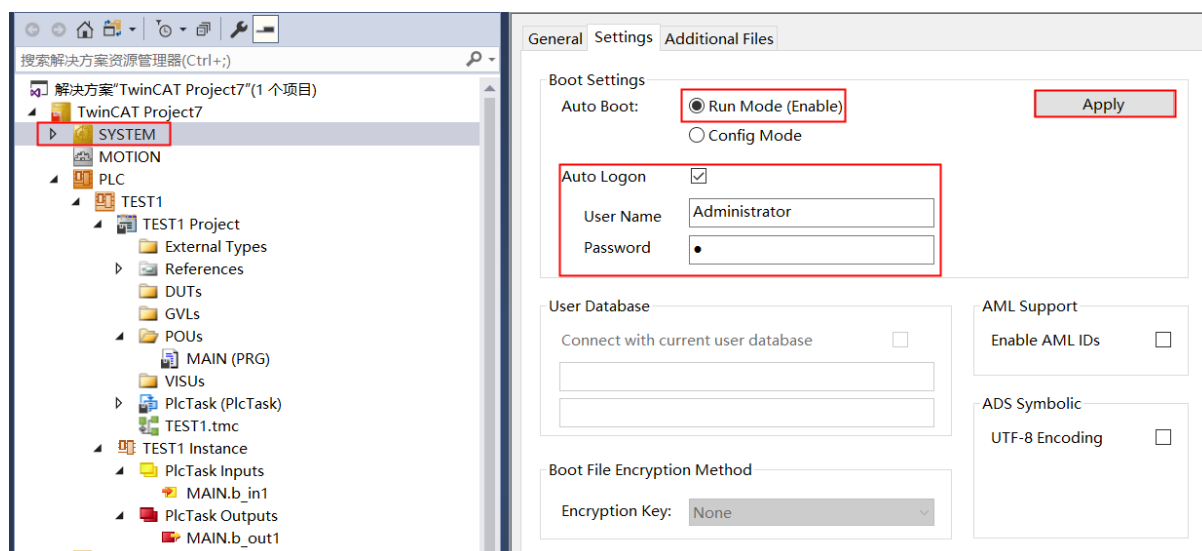 搜索解决方案资源管理器(Ctrl+;)
解决方案"TwinCAT Project7"(1 个项目)
TwinCAT Project7
SYSTEM
MOTION
PLC
TEST1
TEST1 Project
External Types
References
DUTs
GVLs
POUs
MAIN (PRG)
VISUs
PlcTask (PlcTask)
TEST1.tmc
TEST1 Instance
PlcTask Inputs
MAIN.b_in1
PlcTask Outputs
MAIN.b_out1
General Settings Additional Files
Boot Settings
Auto Boot: Run Mode (Enable) Apply
Config Mode
Auto Logon
User Name Administrator
Password ●
User Database
Connect with current user database
Boot File Encryption Method
Encryption Key: None
AML Support
Enable AML IDs
ADS Symbolic
UTF-8 Encoding